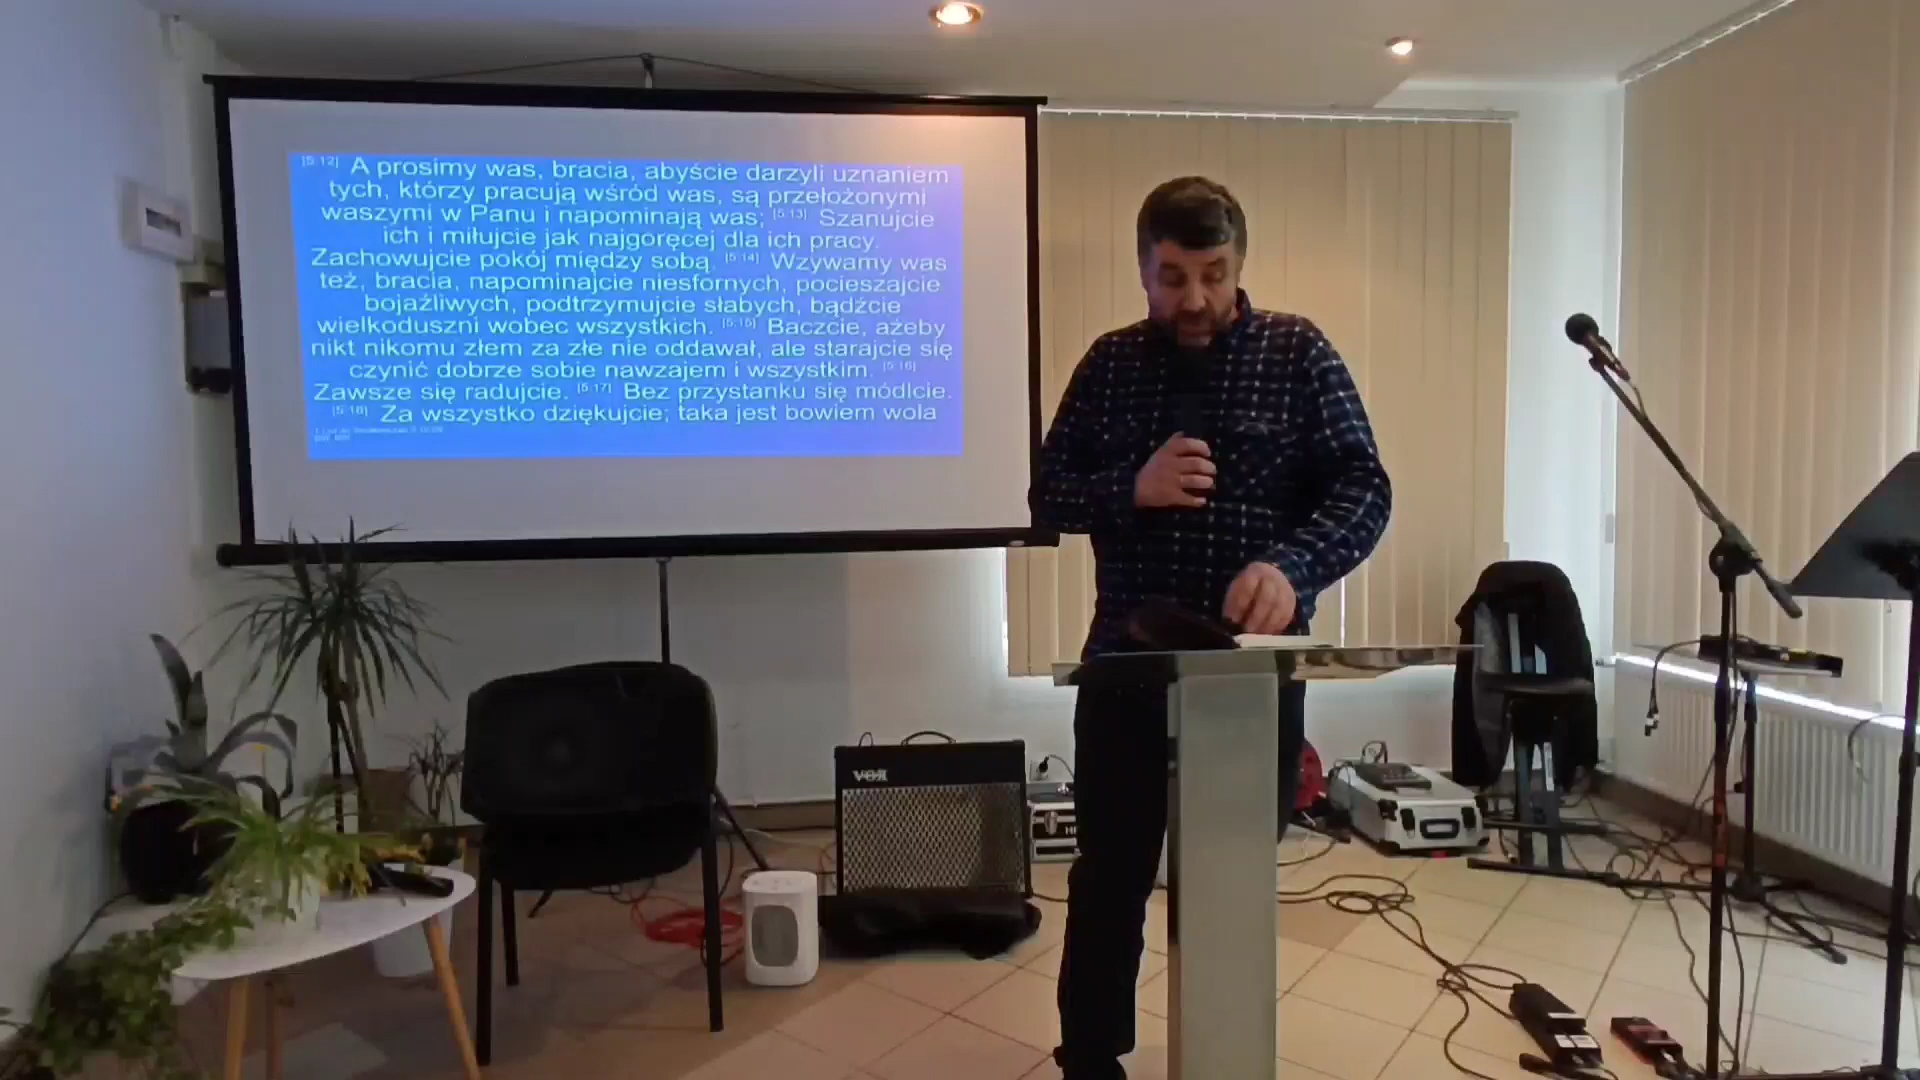 [5:12] A prosimy was, bracia, abyście darzyli uznaniem
tych, którzy pracują wśród was, są przełożonymi
waszymi w Panu i napominają was; [5:13] Szanujcie
ich i miłujcie jak najgoręcej dla ich pracy.
Zachowujcie pokój między sobą. [5:14] Wzywamy was
też, bracia, napominajcie niesfornych, pocieszajcie
bojaźliwych, podtrzymujcie słabych, bądźcie
wielkoduszni wobec wszystkich. [5:15] Baczcie, ażeby
nikt nikomu złem za złe nie oddawał, ale starajcie się
czynić dobrze sobie nawzajem i wszystkim. [5:16]
Zawsze się radujcie. [5:17] Bez przystanku się módlcie.
[5:18] Za wszystko dziękujcie; taka jest bowiem wola
VOX